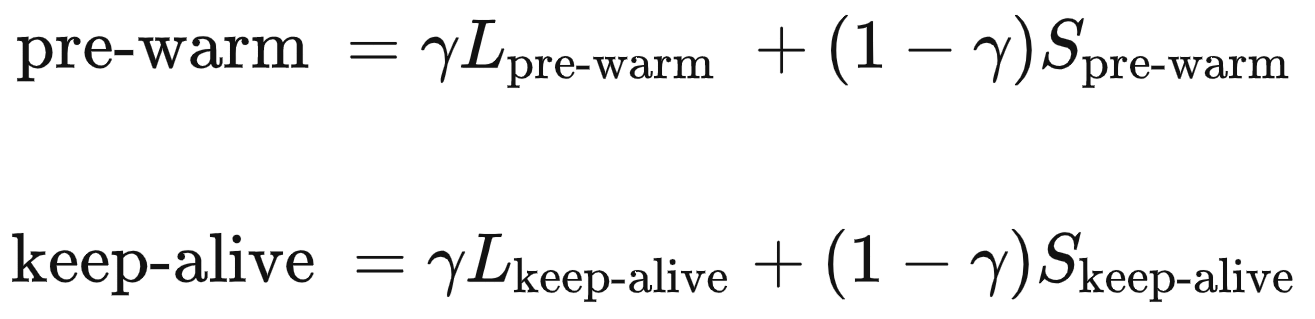 pre-warm = γL_pre-warm + (1 − γ)S_pre-warm
keep-alive = γL_keep-alive + (1 − γ)S_keep-alive